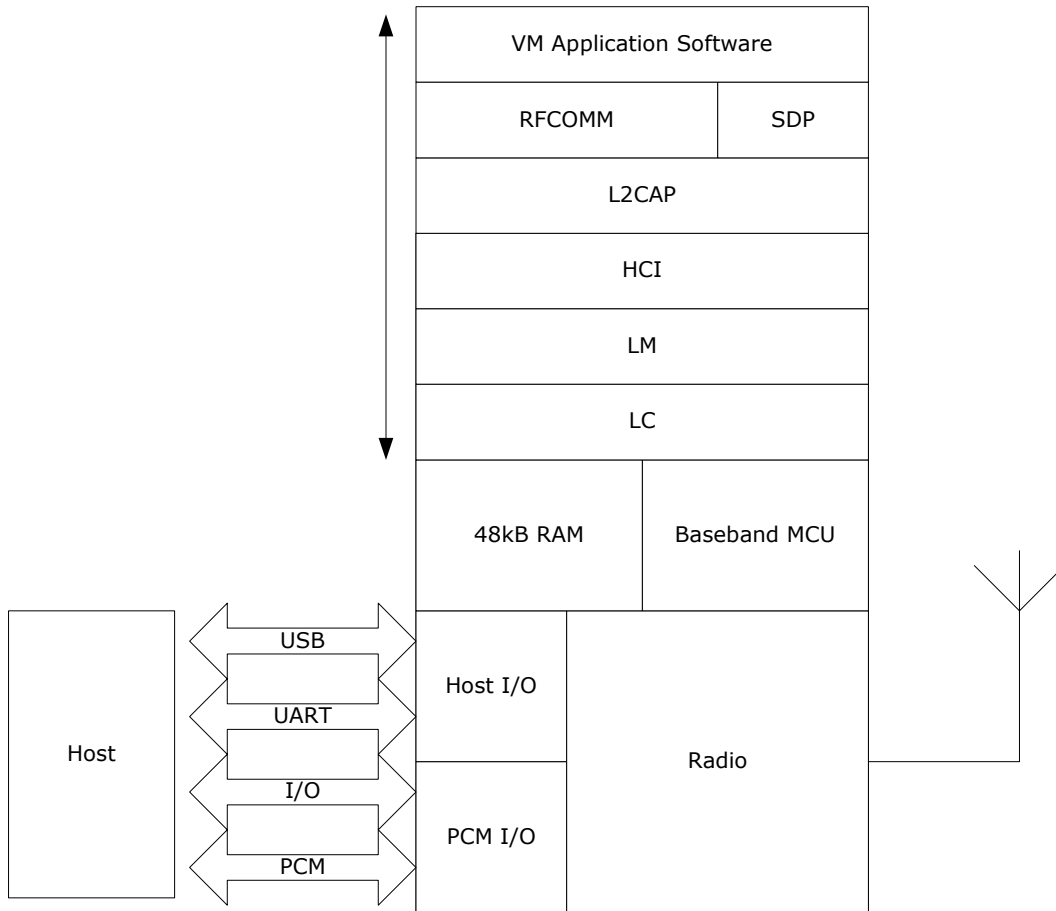 VM Application Software
RFCOMM
SDP
L2CAP
HCI
LM
LC
48kB RAM
Baseband MCU
USB
Host I/O
UART
Host
Radio
I/O
PCM I/O
PCM